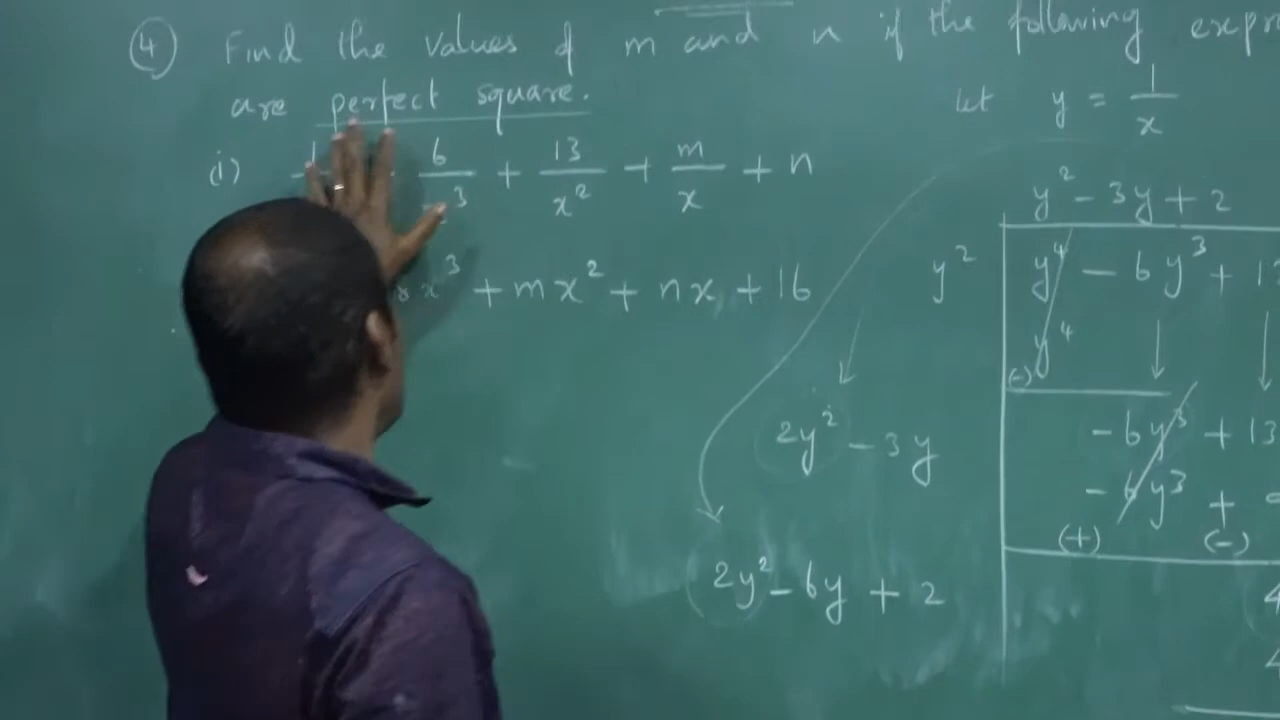 ④ Find the values of m and n if the following expr
are perfect square.
(i) 6/x³ + 13/x² + m/x + n
x³ + mx² + nx + 16
let y = 1/x
y² - 3y + 2
y² y⁴ - 6y³ + 1
y⁴
(-)
2y² - 3y - 6y³ + 13
- 6y³ +
(+) (-)
2y² - 6y + 2 4
4